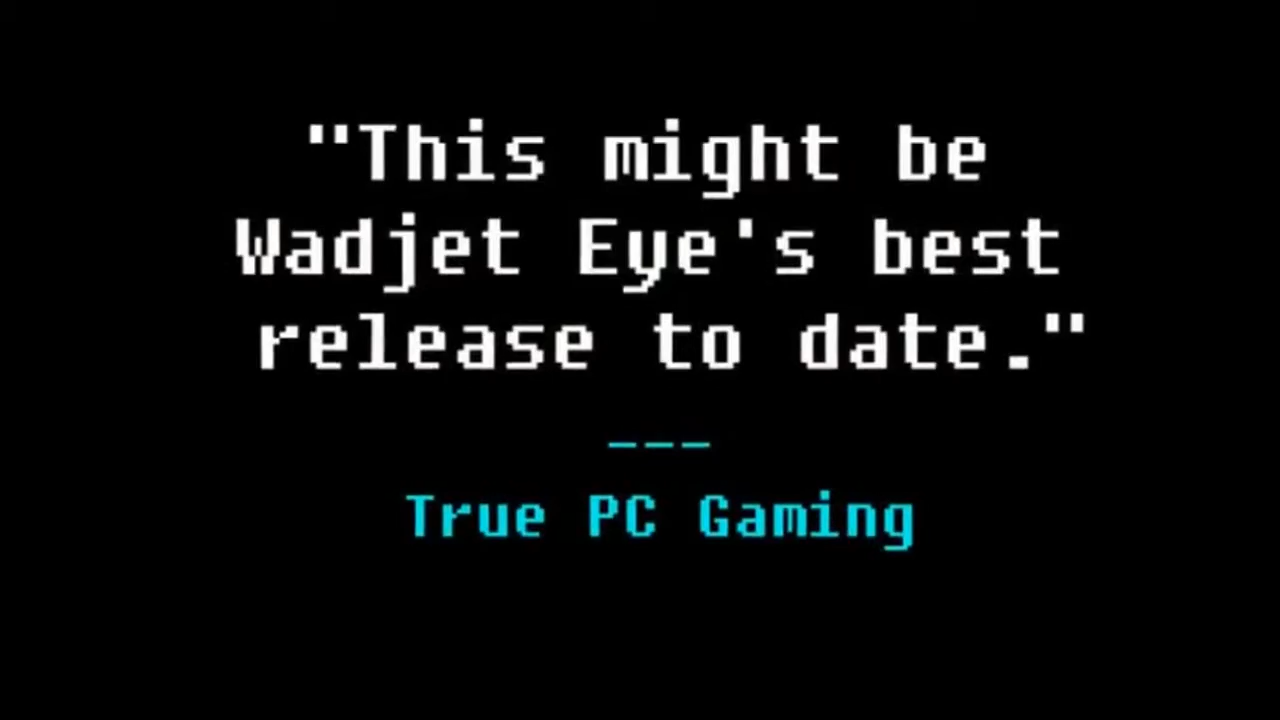 "This might be
Wadjet Eye's best
release to date."
---
True PC Gaming